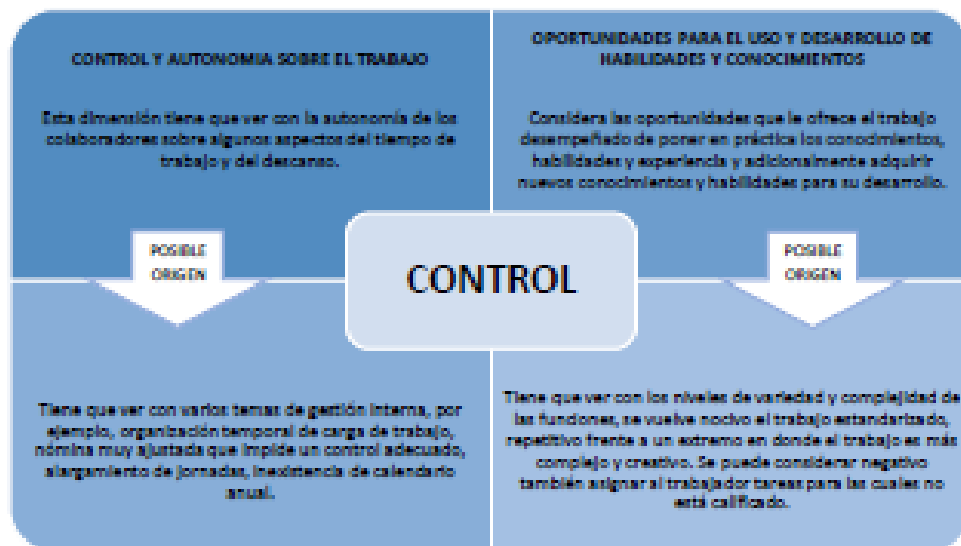 CONTROL Y AUTONOMIA SOBRE EL TRABAJO
Esta dimensión tiene que ver con la autonomía de los
colaboradores sobre algunos aspectos del tiempo de
trabajo y del descanso.
OPORTUNIDADES PARA EL USO Y DESARROLLO DE
HABILIDADES Y CONOCIMIENTOS
Considera las oportunidades que le ofrece el trabajo
desempeñado de poner en práctica los conocimientos,
habilidades y experiencia y adicionalmente adquirir
nuevos conocimientos y habilidades para su desarrollo.
POSIBLE
ORIGEN
CONTROL
POSIBLE
ORIGEN
Tiene que ver con varios temas de gestión interna, por
ejemplo, organización temporal de carga de trabajo,
nómina muy ajustada que impide un control adecuado,
alargamiento de jornadas, inexistencia de calendario
anual.
Tiene que ver con los niveles de variedad y complejidad de
las funciones, se vuelve nocivo el trabajo estandarizado,
repetitivo frente a un extremo en donde el trabajo es más
complejo y creativo. Se puede considerar negativo
también asignar al trabajador tareas para las cuales no
está calificado.